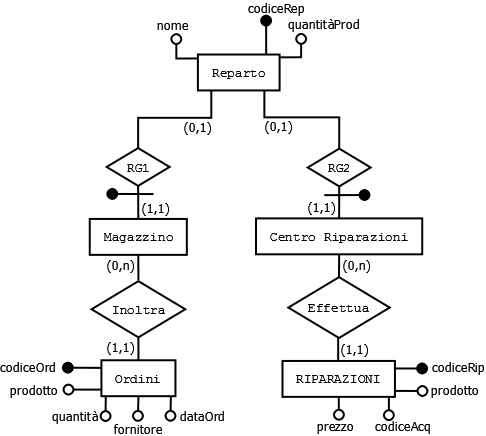 codiceRep
nome
quantitàProd
Reparto
(0,1)
(0,1)
RG1
RG2
(1,1)
(1,1)
Magazzino
Centro Riparazioni
(0,n)
(0,n)
Inoltra
Effettua
(1,1)
(1,1)
codiceOrd
codiceRip
Ordini
RIPARAZIONI
prodotto
prodotto
quantità
dataOrd
fornitore
prezzo
codiceAcq